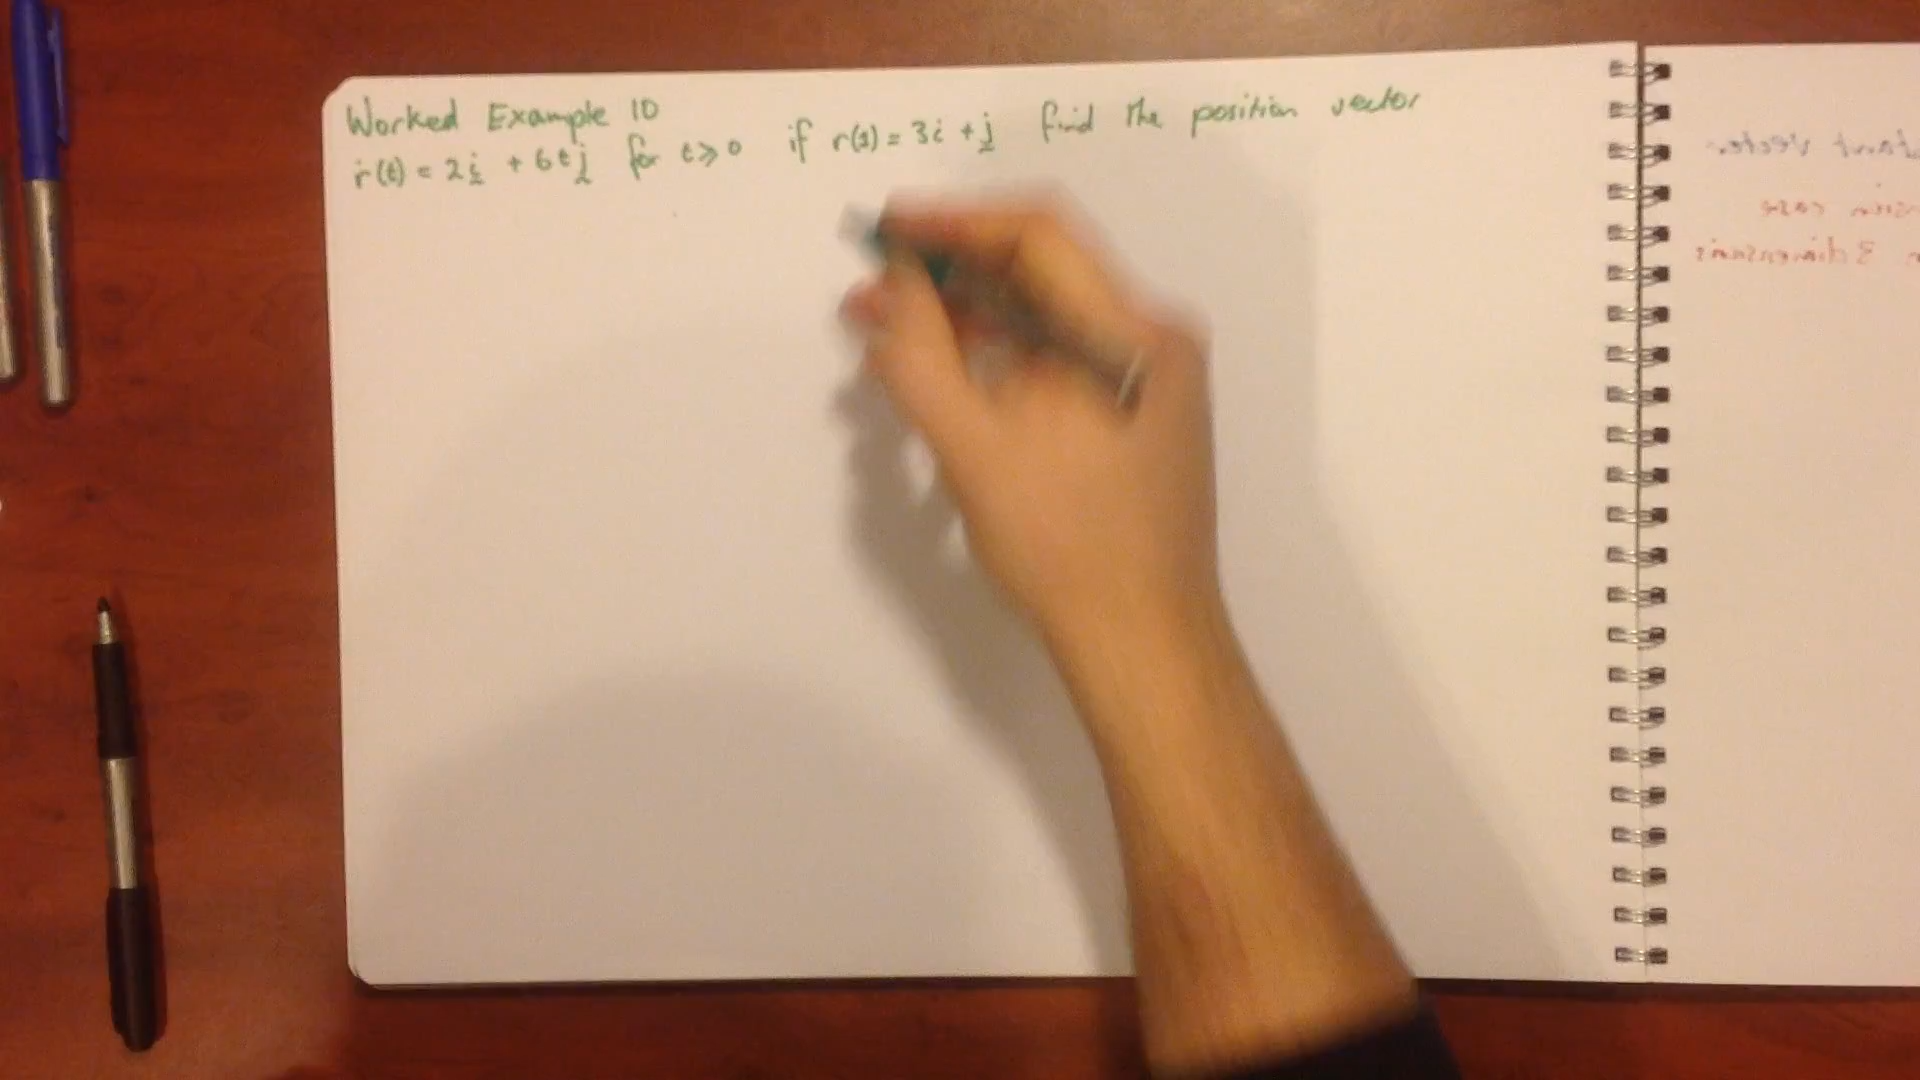 Worked Example 10
ṙ(t) = 2i + 6tj for t ≥ 0 if r(1) = 3i + j find the position vector